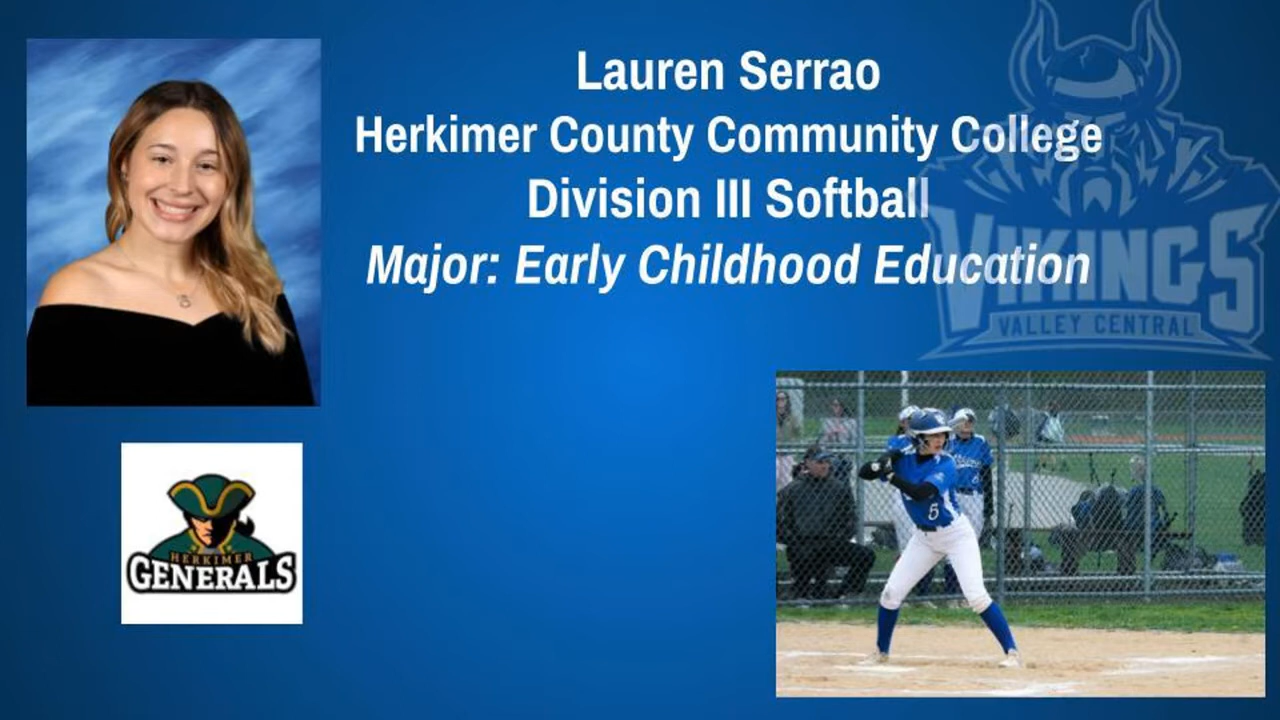 Lauren Serrao
Herkimer County Community College
Division III Softball
Major: Early Childhood Education
VIKINGS
VALLEY CENTRAL
HERKIMER
GENERALS
5